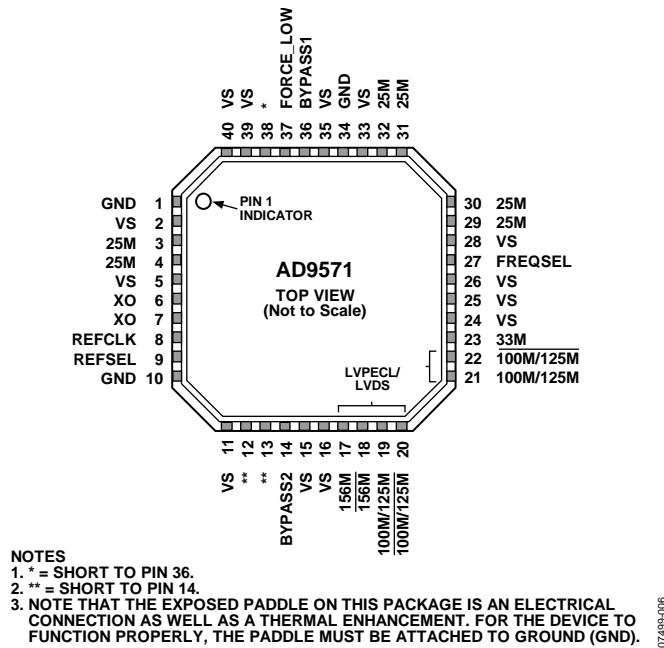 40 VS
39 VS
38 *
37 FORCE_LOW
36 BYPASS1
35 VS
34 GND
33 VS
32 25M
31 25M
GND 1
VS 2
25M 3
25M 4
VS 5
XO 6
XO 7
REFCLK 8
REFSEL 9
GND 10
PIN 1
INDICATOR
AD9571
TOP VIEW
(Not to Scale)
LVPECL/
LVDS
30 25M
29 25M
28 VS
27 FREQSEL
26 VS
25 VS
24 VS
23 33M
22 100M/125M
21 100M/125M
VS 11
** 12
** 13
BYPASS2 14
VS 15
VS 16
156M 17
156M 18
100M/125M 19
100M/125M 20
NOTES
1. * = SHORT TO PIN 36.
2. ** = SHORT TO PIN 14.
3. NOTE THAT THE EXPOSED PADDLE ON THIS PACKAGE IS AN ELECTRICAL
CONNECTION AS WELL AS A THERMAL ENHANCEMENT. FOR THE DEVICE TO
FUNCTION PROPERLY, THE PADDLE MUST BE ATTACHED TO GROUND (GND).
07499-006